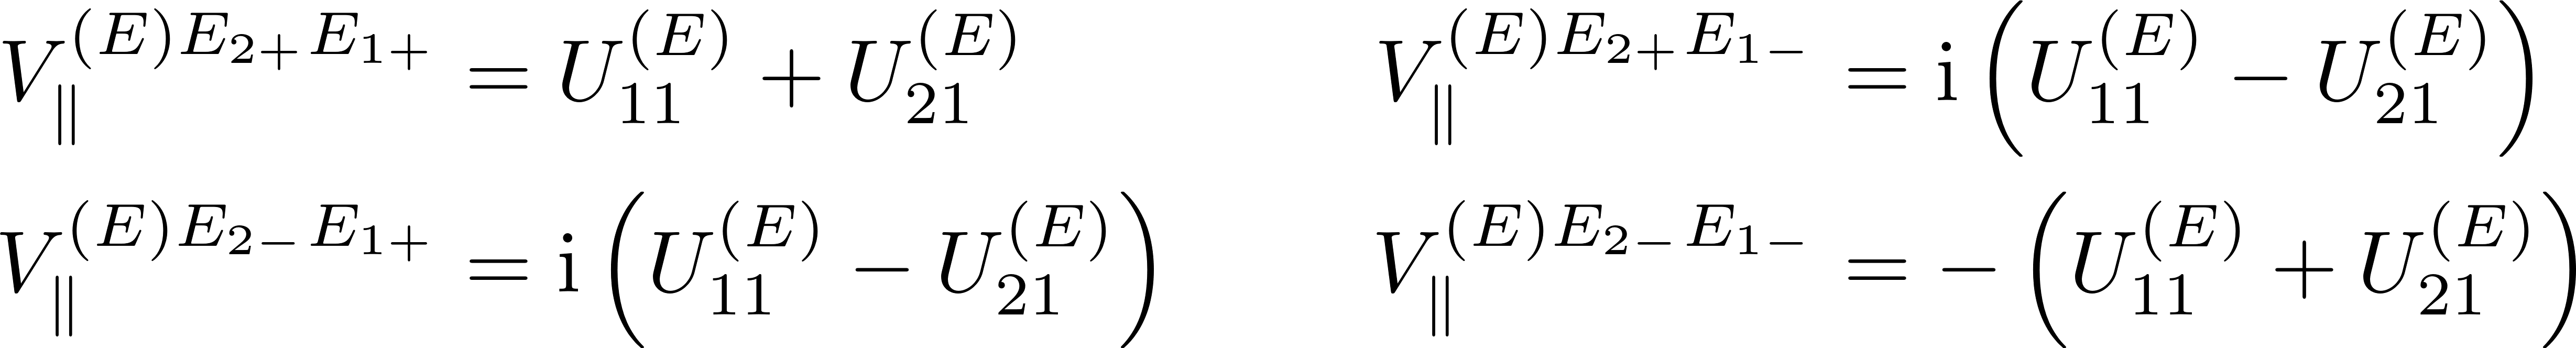 $V_{\parallel}^{(E)E_{2+}E_{1+}} = U_{11}^{(E)} + U_{21}^{(E)} \qquad V_{\parallel}^{(E)E_{2+}E_{1-}} = \mathrm{i}\left(U_{11}^{(E)} - U_{21}^{(E)}\right)$
$V_{\parallel}^{(E)E_{2-}E_{1+}} = \mathrm{i}\left(U_{11}^{(E)} - U_{21}^{(E)}\right) \qquad V_{\parallel}^{(E)E_{2-}E_{1-}} = -\left(U_{11}^{(E)} + U_{21}^{(E)}\right)$